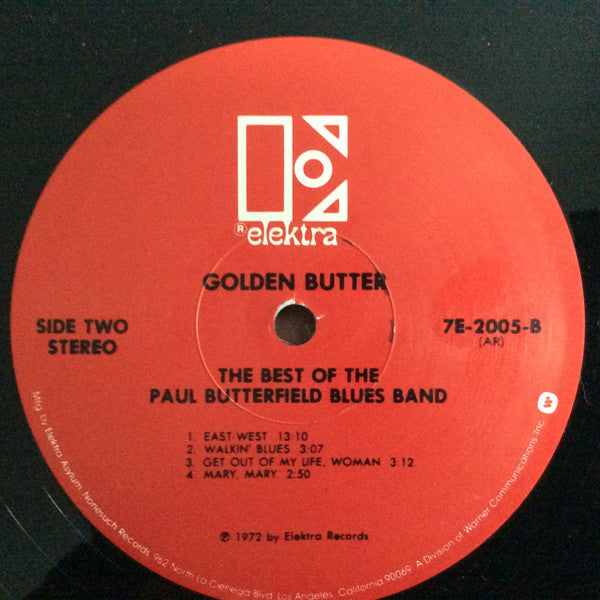 ® elektra
GOLDEN BUTTER
SIDE TWO
STEREO
7E-2005-B
(AR)
THE BEST OF THE
PAUL BUTTERFIELD BLUES BAND
1. EAST-WEST 13:10
2. WALKIN' BLUES 3:07
3. GET OUT OF MY LIFE, WOMAN 3:12
4. MARY, MARY 2:50
℗ 1972 by Elektra Records
Mfg. by Elektra Asylum Nonesuch Records, 962 North La Cienega Blvd. Los Angeles, California 90069. A Division of Warner Communications Inc.